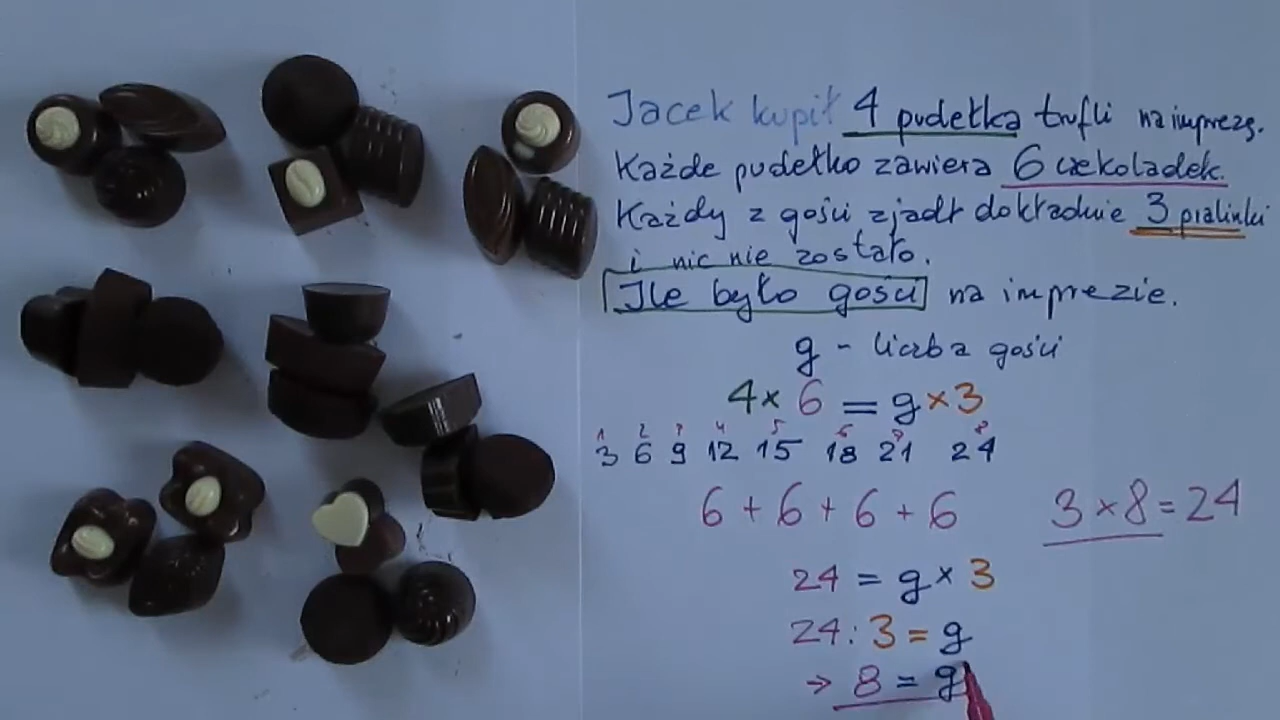 Jacek kupił 4 pudełka trufli na imprezę.
Każde pudełko zawiera 6 czekoladek.
Każdy z gości zjadł dokładnie 3 pralinki
i nic nie zostało.
Ile było gości na imprezie.
g - liczba gości
4 × 6 = g × 3
1 2 3 4 5 6 7 8
3 6 9 12 15 18 21 24
6 + 6 + 6 + 6
3 × 8 = 24
24 = g × 3
24 : 3 = g
→ 8 = g